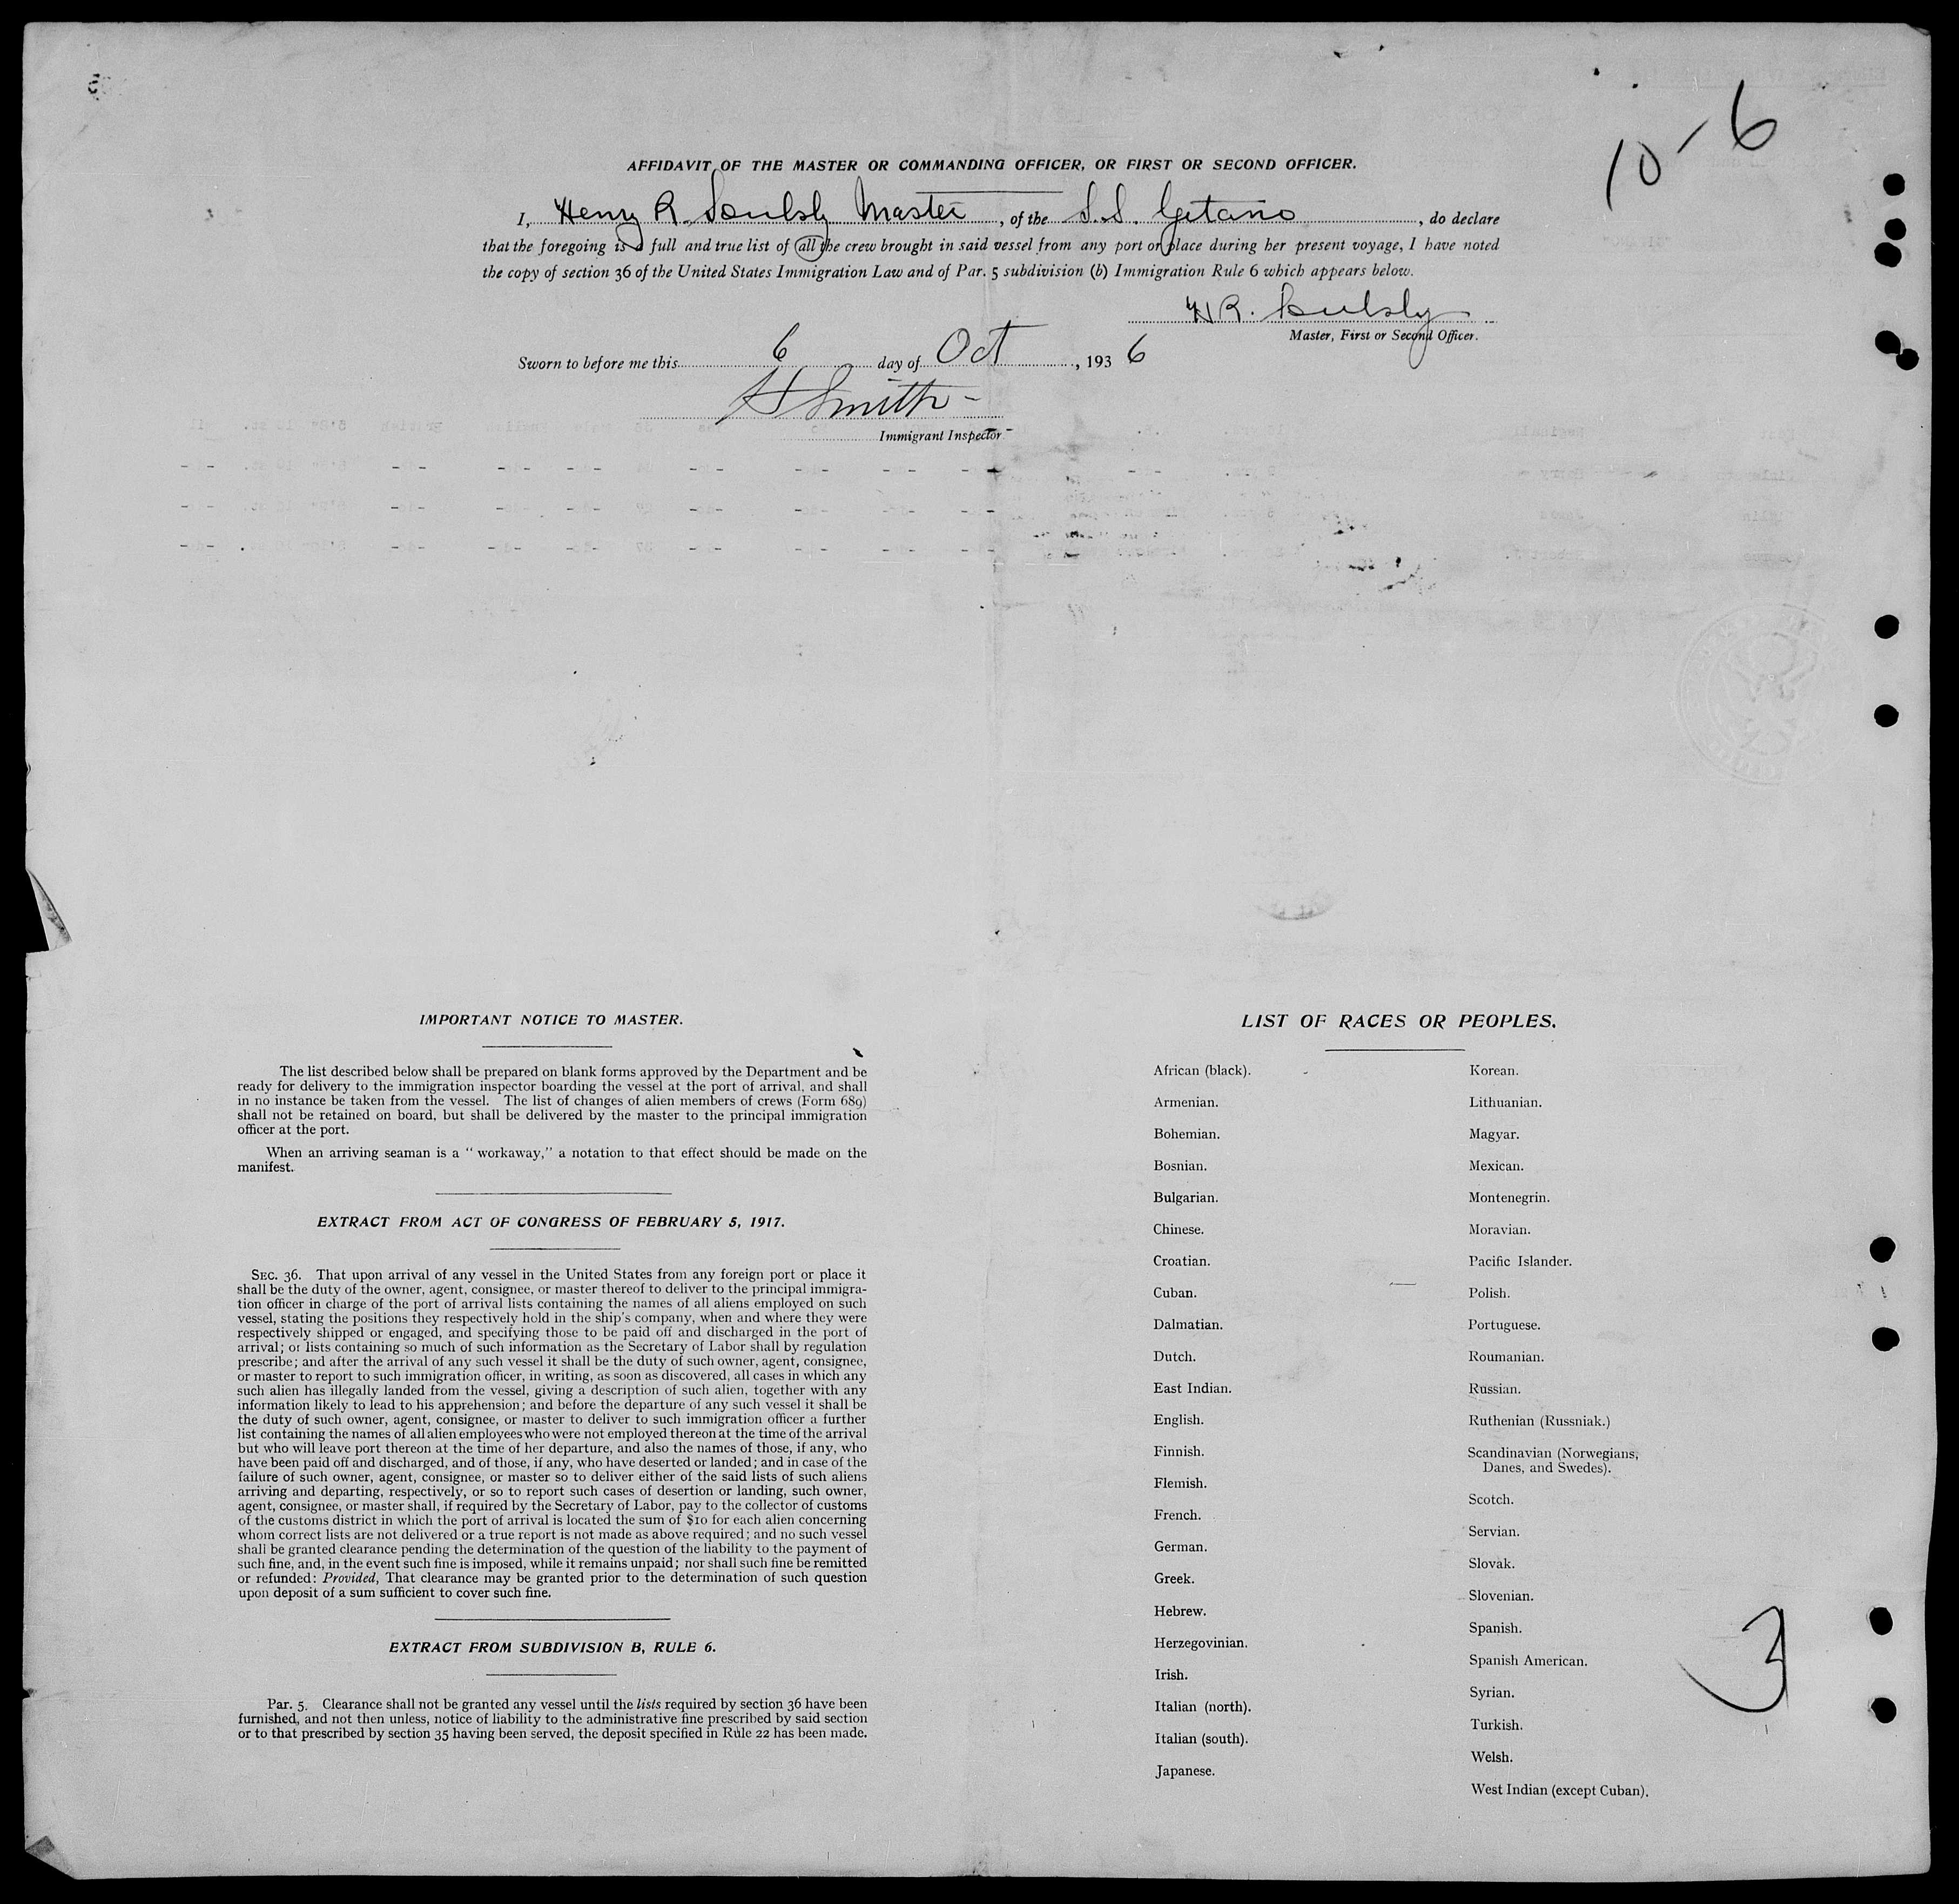 10-6
AFFIDAVIT OF THE MASTER OR COMMANDING OFFICER, OR FIRST OR SECOND OFFICER.
I, Henry R. Soulsby Master, of the S.S. Gitano, do declare
that the foregoing is a full and true list of all the crew brought in said vessel from any port or place during her present voyage, I have noted
the copy of section 36 of the United States Immigration Law and of Par. 5 subdivision (b) Immigration Rule 6 which appears below.
H R. Soulsby
Master, First or Second Officer.
Sworn to before me this 6 day of Oct, 1936
H Smith
Immigrant Inspector
IMPORTANT NOTICE TO MASTER.
The list described below shall be prepared on blank forms approved by the Department and be
ready for delivery to the immigration inspector boarding the vessel at the port of arrival, and shall
in no instance be taken from the vessel. The list of changes of alien members of crews (Form 689)
shall not be retained on board, but shall be delivered by the master to the principal immigration
officer at the port.
When an arriving seaman is a "workaway," a notation to that effect should be made on the
manifest.
EXTRACT FROM ACT OF CONGRESS OF FEBRUARY 5, 1917.
SEC. 36. That upon arrival of any vessel in the United States from any foreign port or place it
shall be the duty of the owner, agent, consignee, or master thereof to deliver to the principal immigra-
tion officer in charge of the port of arrival lists containing the names of all aliens employed on such
vessel, stating the positions they respectively hold in the ship's company, when and where they were
respectively shipped or engaged, and specifying those to be paid off and discharged in the port of
arrival; or lists containing so much of such information as the Secretary of Labor shall by regulation
prescribe; and after the arrival of any such vessel it shall be the duty of such owner, agent, consignee,
or master to report to such immigration officer, in writing, as soon as discovered, all cases in which any
such alien has illegally landed from the vessel, giving a description of such alien, together with any
information likely to lead to his apprehension; and before the departure of any such vessel it shall be
the duty of such owner, agent, consignee, or master to deliver to such immigration officer a further
list containing the names of all alien employees who were not employed thereon at the time of the arrival
but who will leave port thereon at the time of her departure, and also the names of those, if any, who
have been paid off and discharged, and of those, if any, who have deserted or landed; and in case of the
failure of such owner, agent, consignee, or master so to deliver either of the said lists of such aliens
arriving and departing, respectively, or so to report such cases of desertion or landing, such owner,
agent, consignee, or master shall, if required by the Secretary of Labor, pay to the collector of customs
of the customs district in which the port of arrival is located the sum of $10 for each alien concerning
whom correct lists are not delivered or a true report is not made as above required; and no such vessel
shall be granted clearance pending the determination of the question of the liability to the payment of
such fine, and, in the event such fine is imposed, while it remains unpaid; nor shall such fine be remitted
or refunded: Provided, That clearance may be granted prior to the determination of such question
upon deposit of a sum sufficient to cover such fine.
EXTRACT FROM SUBDIVISION B, RULE 6.
Par. 5. Clearance shall not be granted any vessel until the lists required by section 36 have been
furnished, and not then unless, notice of liability to the administrative fine prescribed by said section
or to that prescribed by section 35 having been served, the deposit specified in Rule 22 has been made.
LIST OF RACES OR PEOPLES.
African (black).
Armenian.
Bohemian.
Bosnian.
Bulgarian.
Chinese.
Croatian.
Cuban.
Dalmatian.
Dutch.
East Indian.
English.
Finnish.
Flemish.
French.
German.
Greek.
Hebrew.
Herzegovinian.
Irish.
Italian (north).
Italian (south).
Japanese.
Korean.
Lithuanian.
Magyar.
Mexican.
Montenegrin.
Moravian.
Pacific Islander.
Polish.
Portuguese.
Roumanian.
Russian.
Ruthenian (Russniak.)
Scandinavian (Norwegians,
Danes, and Swedes).
Scotch.
Servian.
Slovak.
Slovenian.
Spanish.
Spanish American.
Syrian.
Turkish.
Welsh.
West Indian (except Cuban).
3